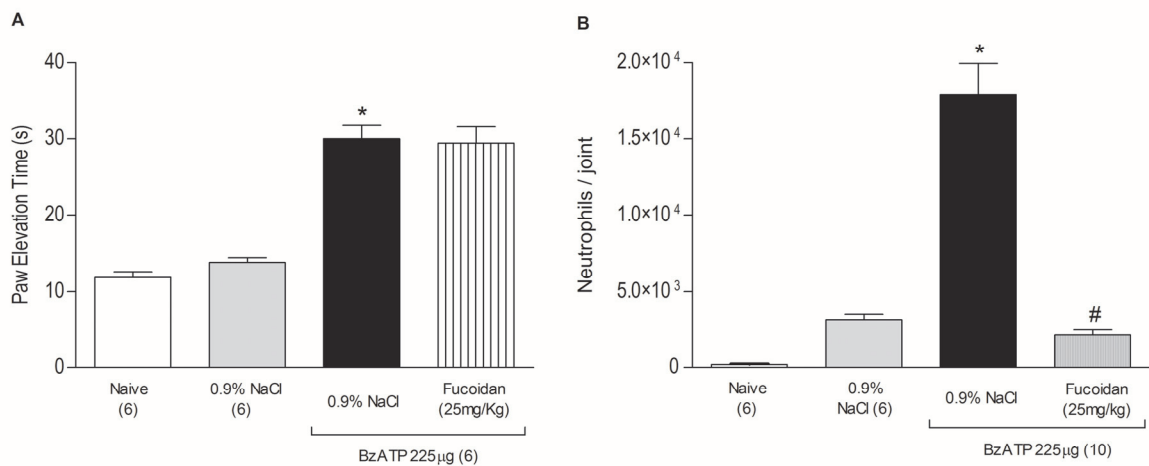 A
Paw Elevation Time (s)
40
30
20
10
0
*
Naive
(6)
0.9% NaCl
(6)
0.9% NaCl
Fucoidan
(25mg/Kg)
BzATP 225µg (6)
B
Neutrophils / joint
2.0×10⁴
1.5×10⁴
1.0×10⁴
5.0×10³
0
*
#
Naive
(6)
0.9%
NaCl (6)
0.9% NaCl
Fucoidan
(25mg/Kg)
BzATP 225µg (10)